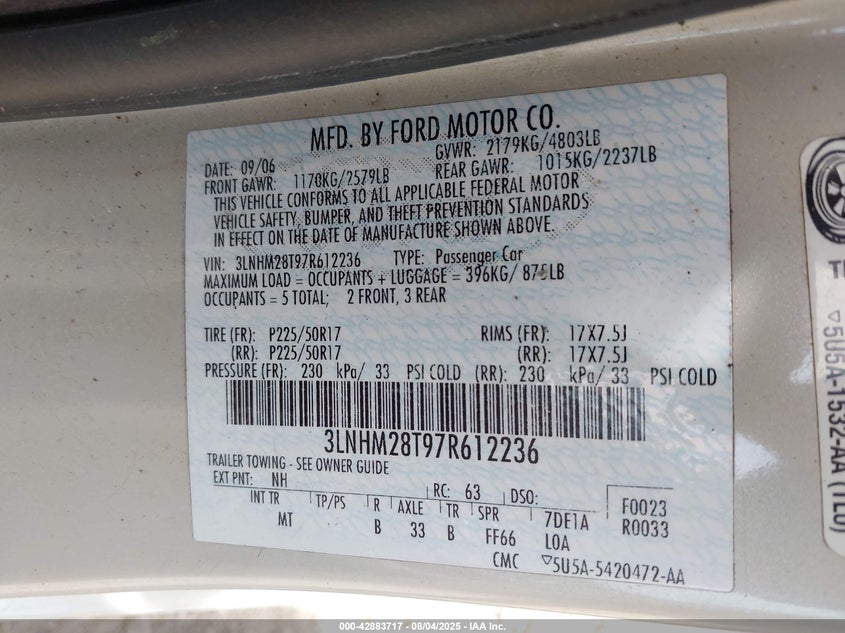 MFD. BY FORD MOTOR CO.
DATE: 09/06 GVWR: 2179KG/4803LB
FRONT GAWR: 1170KG/2579LB REAR GAWR: 1015KG/2237LB
THIS VEHICLE CONFORMS TO ALL APPLICABLE FEDERAL MOTOR
VEHICLE SAFETY, BUMPER, AND THEFT PREVENTION STANDARDS
IN EFFECT ON THE DATE OF MANUFACTURE SHOWN ABOVE.
VIN: 3LNHM28T97R612236 TYPE: Passenger Car
MAXIMUM LOAD = OCCUPANTS + LUGGAGE = 396KG/
OCCUPANTS = 5 TOTAL; 2 FRONT, 3 REAR
TIRE (FR): P225/50R17 RIMS (FR): 17X7.5J
(RR): P225/50R17 (RR): 17X7.5J
PRESSURE (FR): 230 kPa/ 33 PSI COLD (RR): 230 kPa/ 33 PSI COLD
3LNHM28T97R612236
TRAILER TOWING - SEE OWNER GUIDE
EXT PNT: NH RC: 63 DSO: F0023
INT TR TP/PS R AXLE TR SPR 7DE1A R0033
MT B 33 B FF66 LOA
CMC ▽5U5A-5420472-AA
▽5U5A-1532-AA
000-42883717 - 08/04/2025 - IAA Inc.